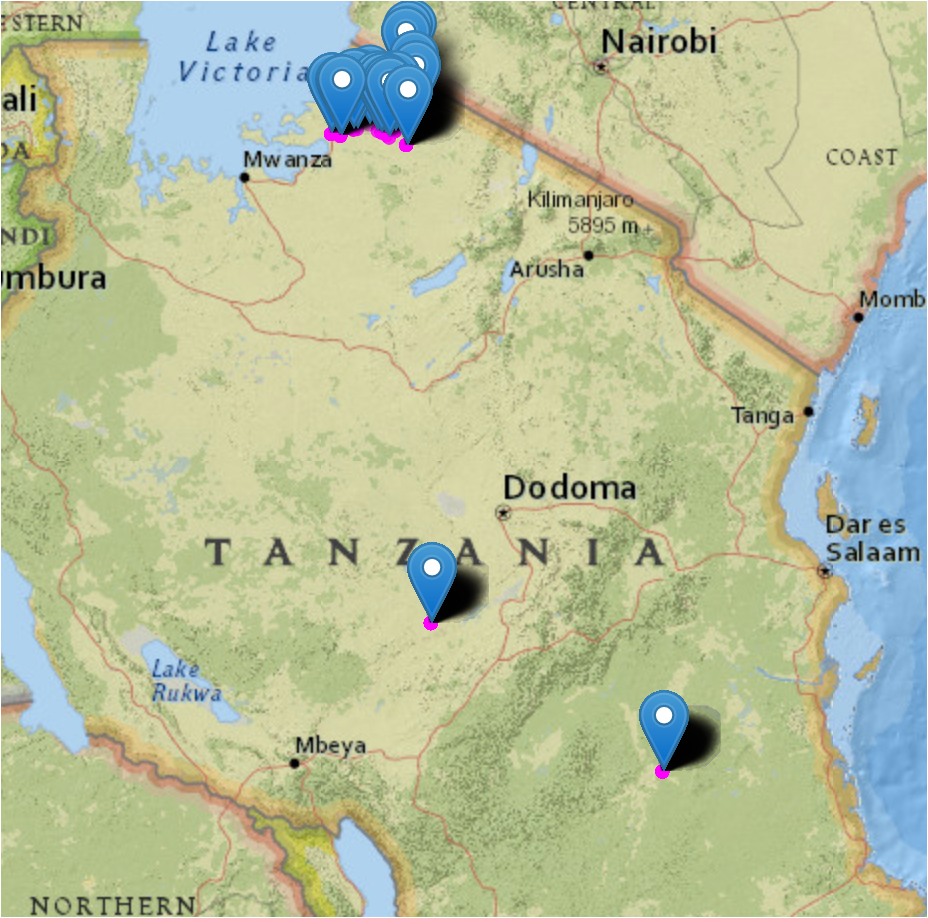 CENTRAL
STERN
Lake
Victoria
Nairobi
ali
DA
COAST
Mwanza
Kilimanjaro
5895 m
NDI
Arusha
umbura
Momb
Tanga
Dodoma
Dar es
Salaam
TANZANIA
Lake
Rukwa
Mbeya
NORTHERN